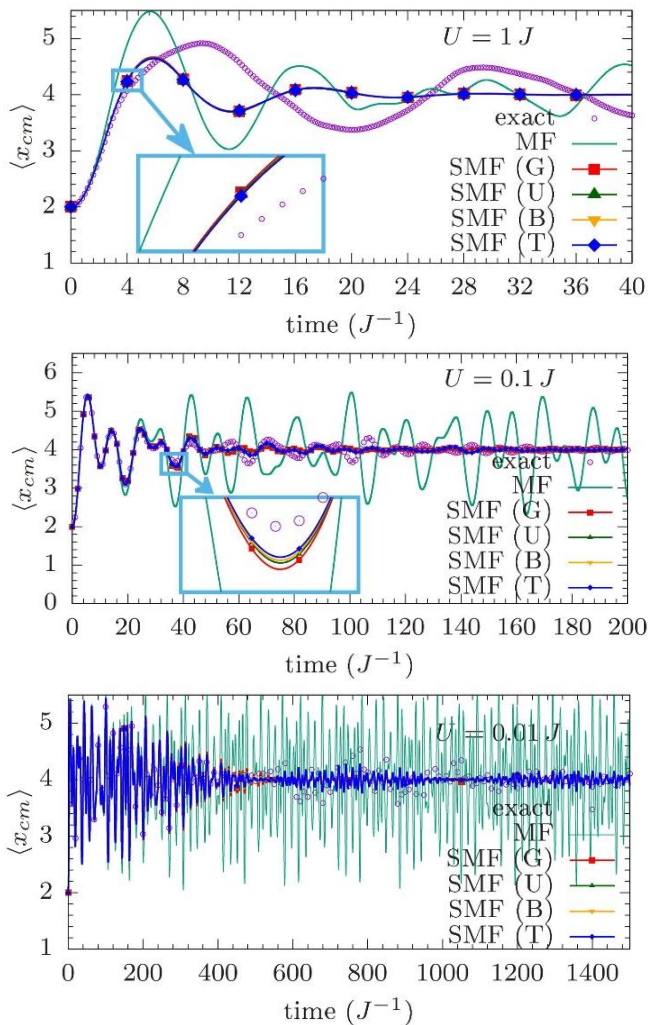 5
4
3
2
1
⟨x_cm⟩
U = 1 J
exact
MF
SMF (G)
SMF (U)
SMF (B)
SMF (T)
0 4 8 12 16 20 24 28 32 36 40
time (J⁻¹)
6
5
4
3
2
1
0
⟨x_cm⟩
U = 0.1 J
exact
MF
SMF (G)
SMF (U)
SMF (B)
SMF (T)
0 20 40 60 80 100 120 140 160 180 200
time (J⁻¹)
5
4
3
2
1
⟨x_cm⟩
U = 0.01 J
exact
MF
SMF (G)
SMF (U)
SMF (B)
SMF (T)
0 200 400 600 800 1000 1200 1400
time (J⁻¹)